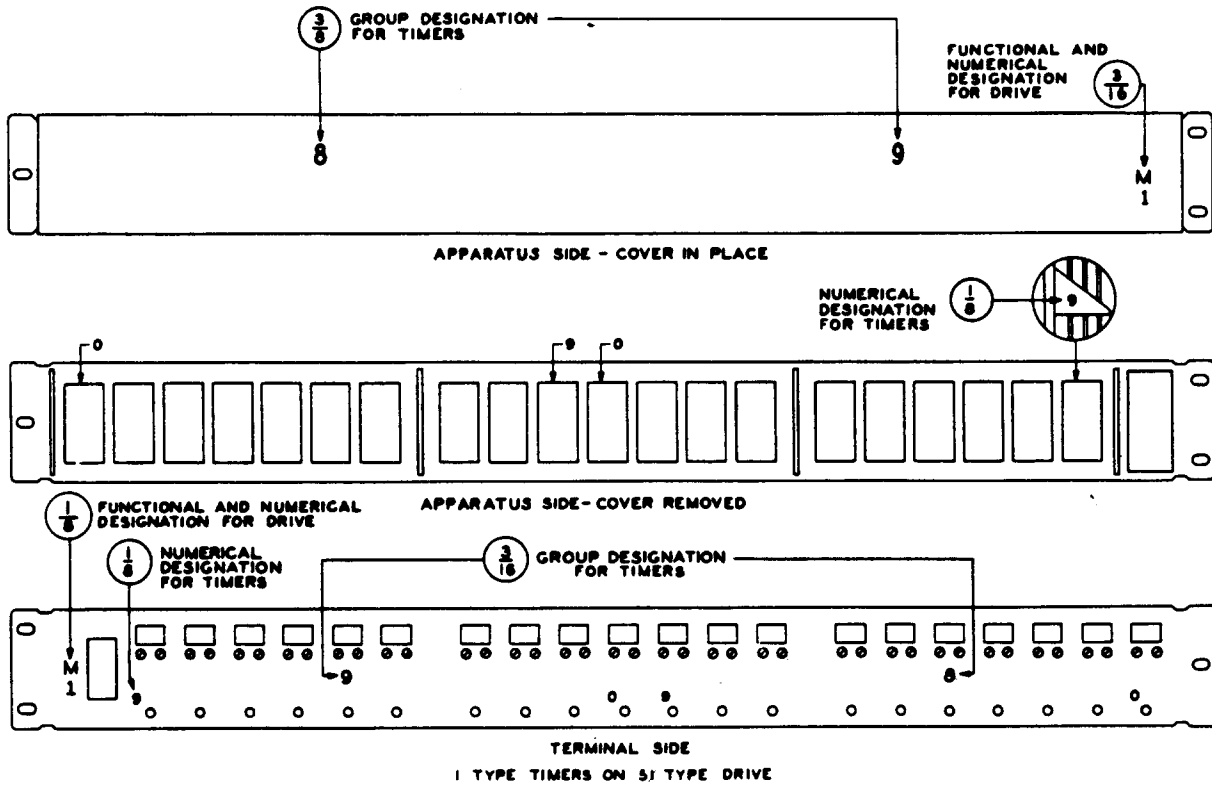 3/8 GROUP DESIGNATION
FOR TIMERS
FUNCTIONAL AND
NUMERICAL
DESIGNATION
FOR DRIVE
3/16
8
9
M
1
APPARATUS SIDE - COVER IN PLACE
NUMERICAL
DESIGNATION
FOR TIMERS
1/8
9
0
9
0
APPARATUS SIDE - COVER REMOVED
1/8
FUNCTIONAL AND NUMERICAL
DESIGNATION FOR DRIVE
1/8
NUMERICAL
DESIGNATION
FOR TIMERS
3/16
GROUP DESIGNATION
FOR TIMERS
M
1
9
9
8
0
9
0
TERMINAL SIDE
1 TYPE TIMERS ON 51 TYPE DRIVE